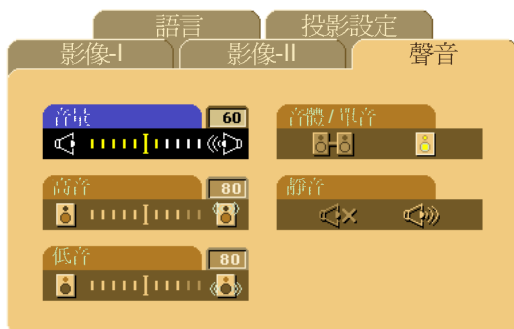 語言 投影設定
影像-I 影像-II 聲音
音量 60
音體 / 單音
高音 80
靜音
低音 80